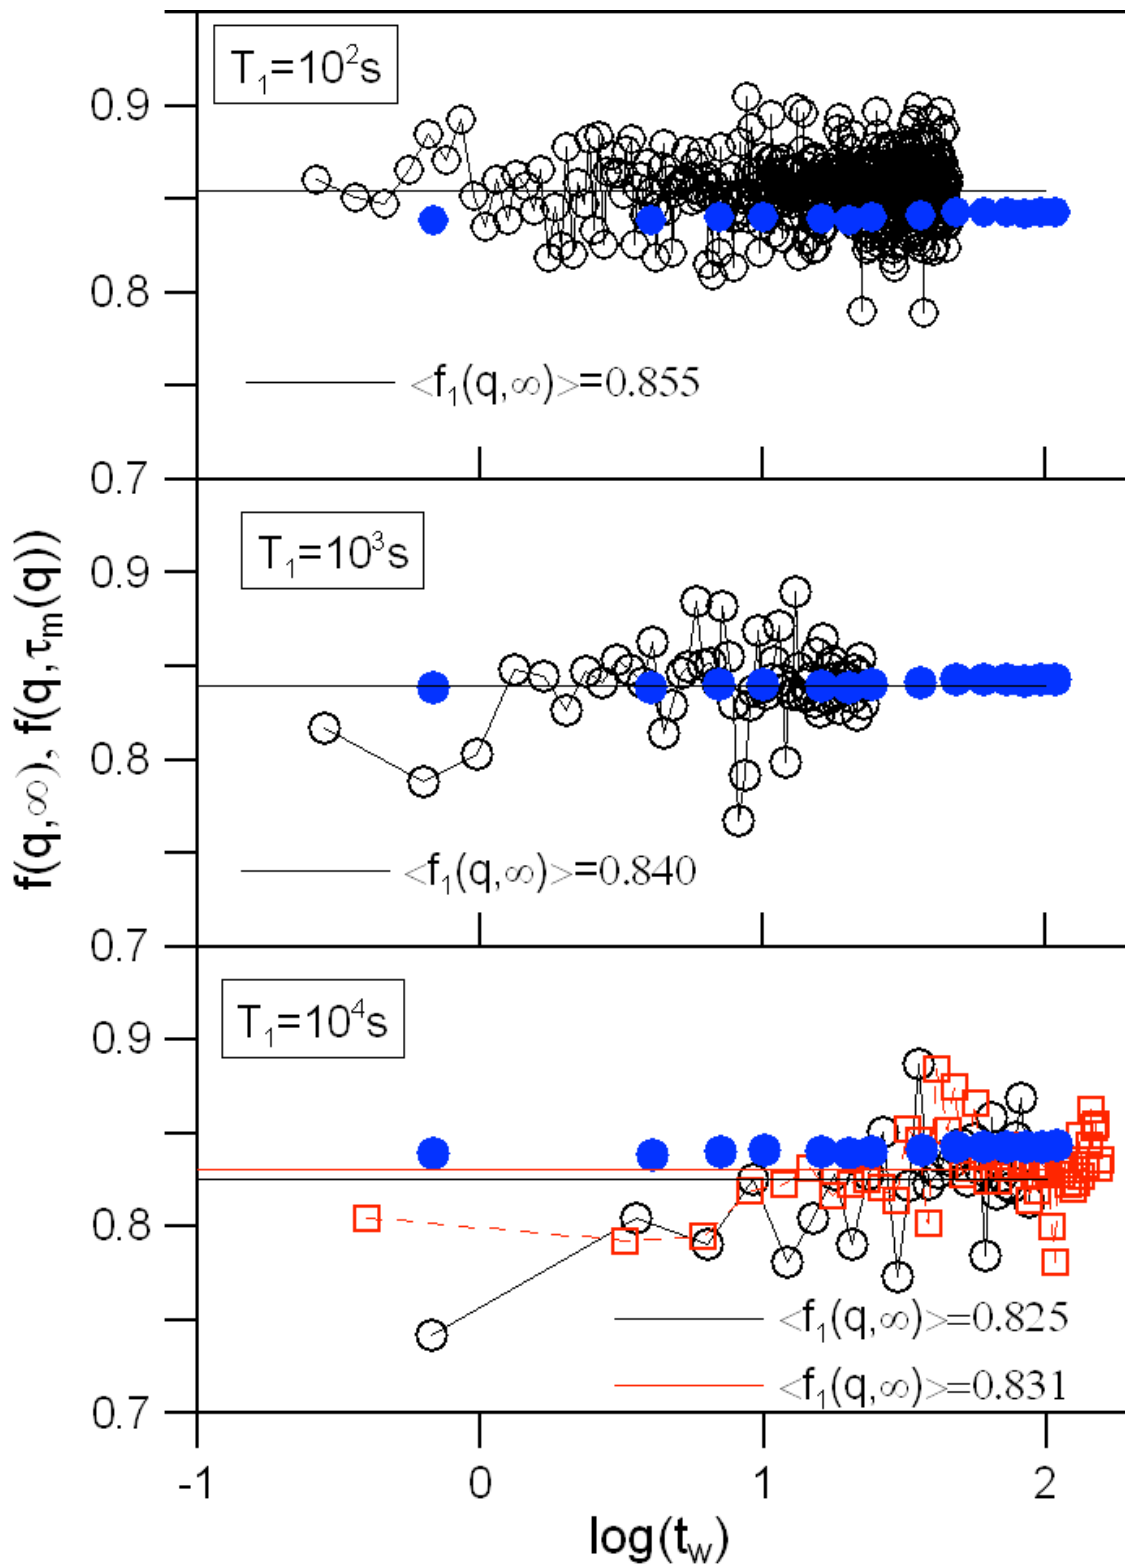 T₁=10²s
0.9
0.8
<f₁(q,∞)>=0.855
0.7
T₁=10³s
0.9
0.8
<f₁(q,∞)>=0.840
0.7
T₁=10⁴s
0.9
0.8
<f₁(q,∞)>=0.825
<f₁(q,∞)>=0.831
0.7
f(q,∞), f(q,τₘ(q))
-1 0 1 2
log(t_w)